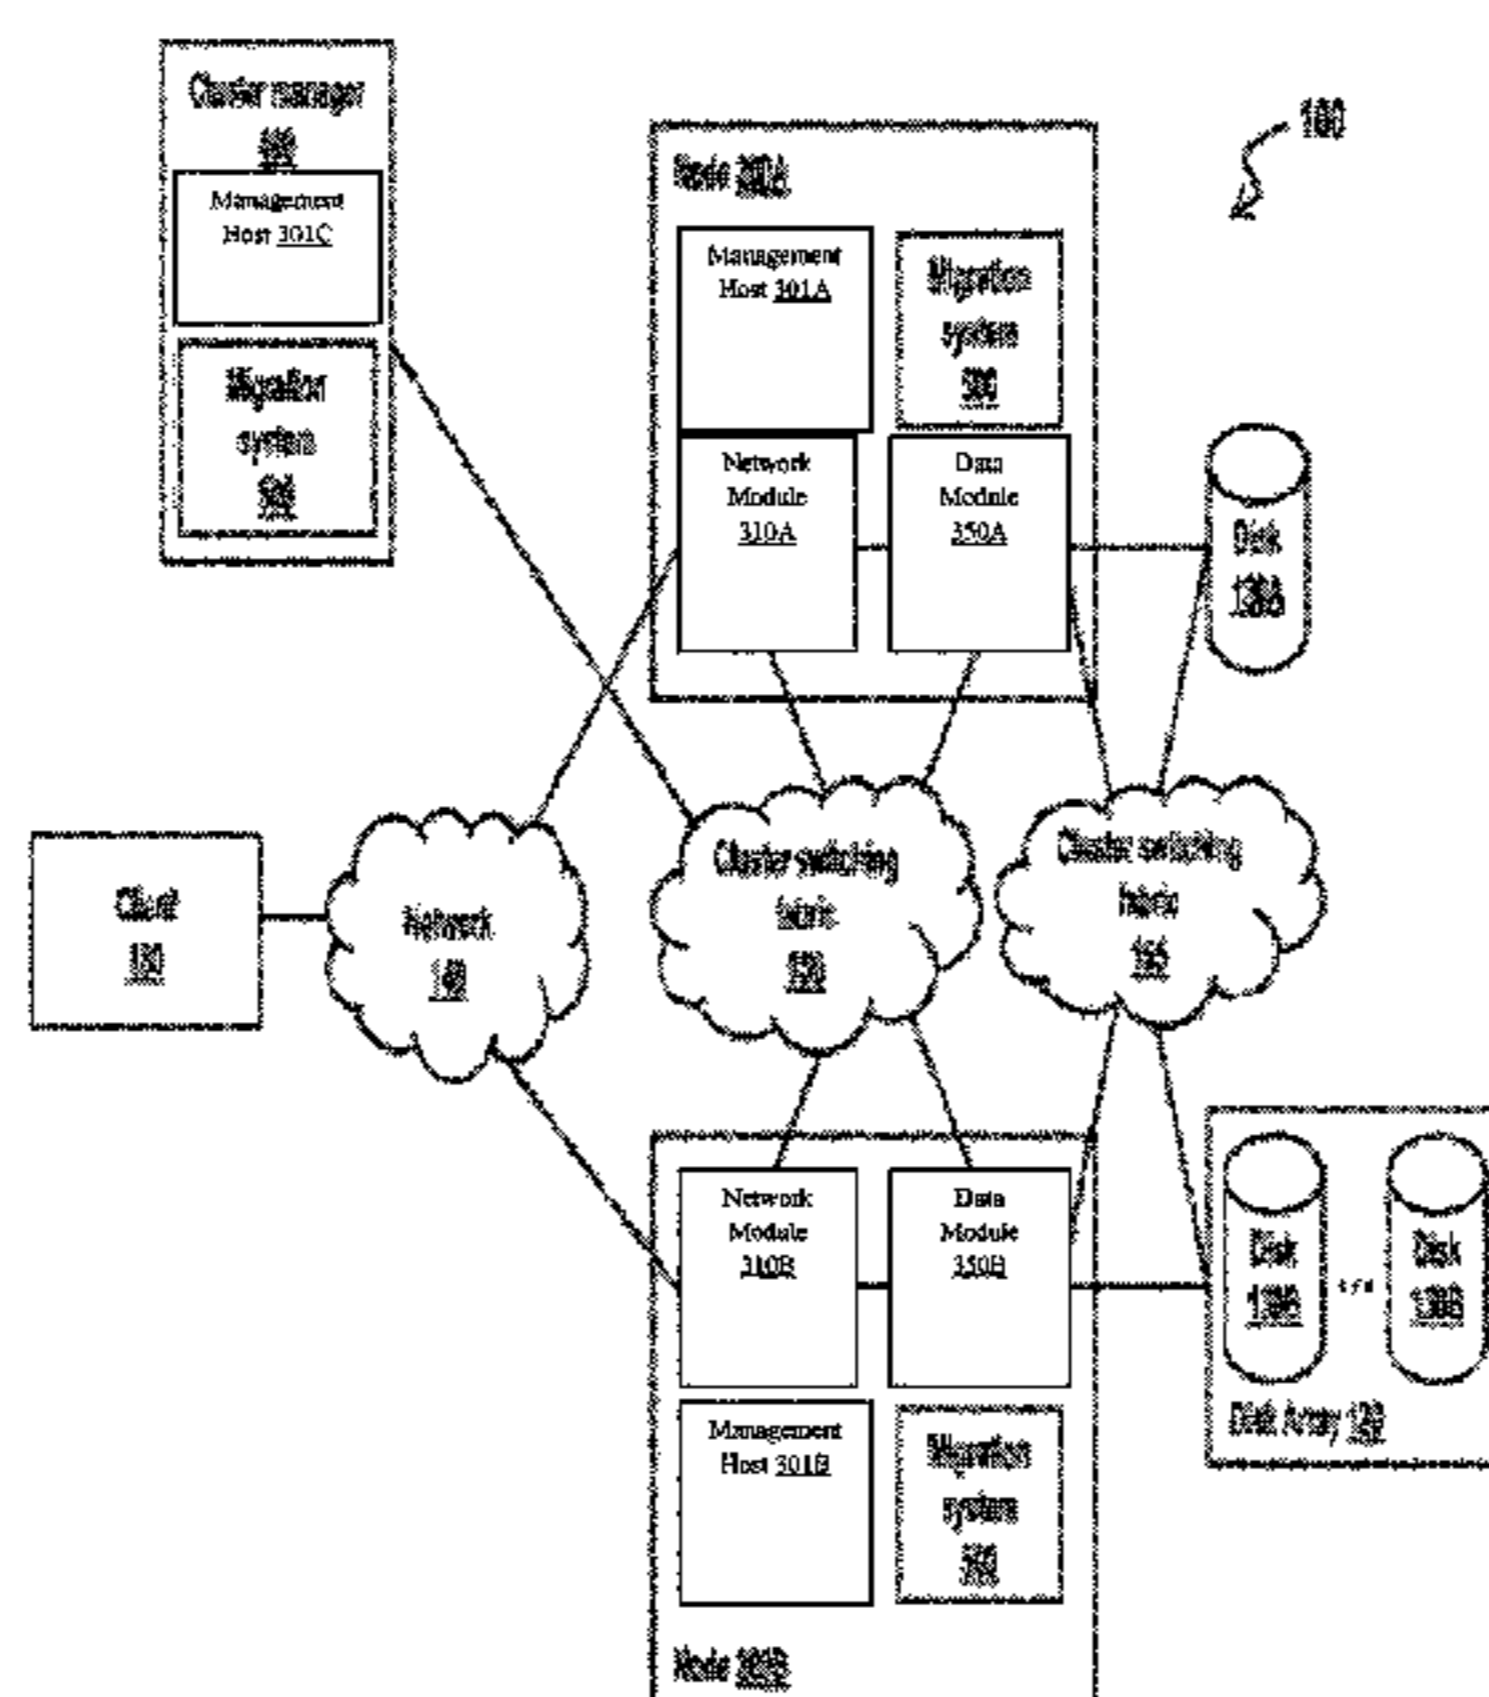 Cluster manager
Management
Host 301C
Migration
system
100
Node
Management
Host 301A
Migration
system
Network
Module
310A
Data
Module
350A
Disk
Client
Network
Cluster switching
fabric
Cluster switching
fabric
Network
Module
310B
Data
Module
350B
Disk
Disk
Disk Array
Management
Host 301B
Migration
system
Node